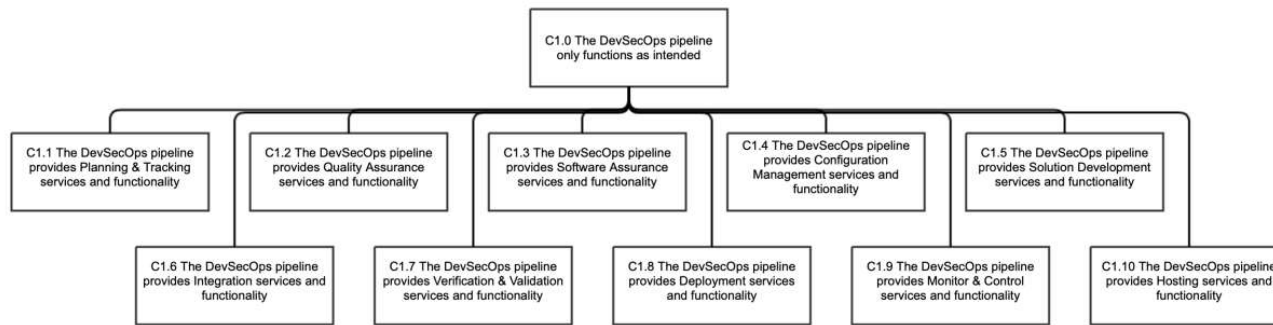 C1.0 The DevSecOps pipeline
only functions as intended
C1.1 The DevSecOps pipeline
provides Planning & Tracking
services and functionality
C1.2 The DevSecOps pipeline
provides Quality Assurance
services and functionality
C1.3 The DevSecOps pipeline
provides Software Assurance
services and functionality
C1.4 The DevSecOps pipeline
provides Configuration
Management services and
functionality
C1.5 The DevSecOps pipeline
provides Solution Development
services and functionality
C1.6 The DevSecOps pipeline
provides Integration services and
functionality
C1.7 The DevSecOps pipeline
provides Verification & Validation
services and functionality
C1.8 The DevSecOps pipeline
provides Deployment services
and functionality
C1.9 The DevSecOps pipeline
provides Monitor & Control
services and functionality
C1.10 The DevSecOps pipeline
provides Hosting services and
functionality